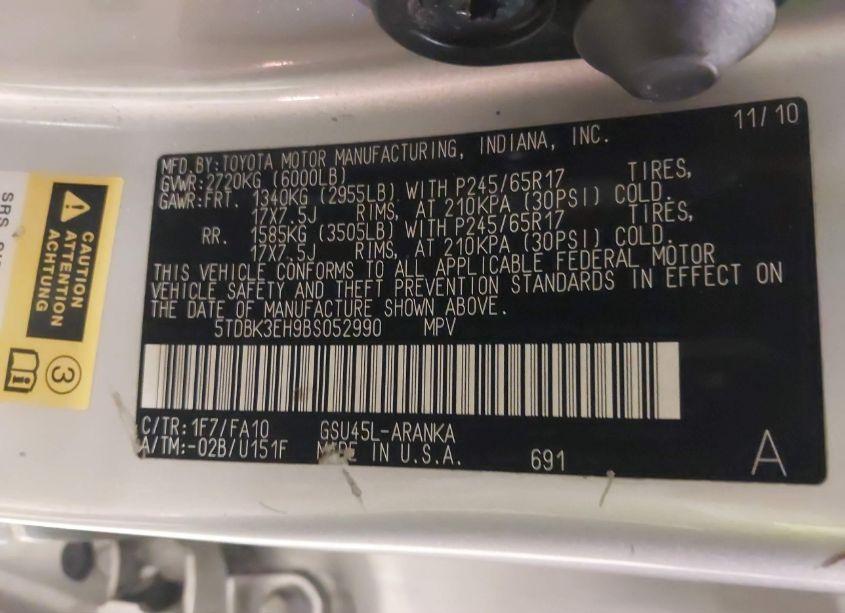 11/10
MFD.BY:TOYOTA MOTOR MANUFACTURING, INDIANA, INC.
GVWR:2720KG (6000LB)
GAWR:FRT. 1340KG (2955LB) WITH P245/65R17 TIRES,
17X7.5J RIMS, AT 210KPA (30PSI) COLD.
RR. 1585KG (3505LB) WITH P245/65R17 TIRES,
17X7.5J RIMS, AT 210KPA (30PSI) COLD.
THIS VEHICLE CONFORMS TO ALL APPLICABLE FEDERAL MOTOR
VEHICLE SAFETY AND THEFT PREVENTION STANDARDS IN EFFECT ON
THE DATE OF MANUFACTURE SHOWN ABOVE.
5TDBK3EH9BS052990 MPV
C/TR:1F7/FA10 GSU45L-ARANKA
A/TM:-02B/U151F MADE IN U.S.A. 691
A
CAUTION
ATTENTION
ACHTUNG
SRS
3